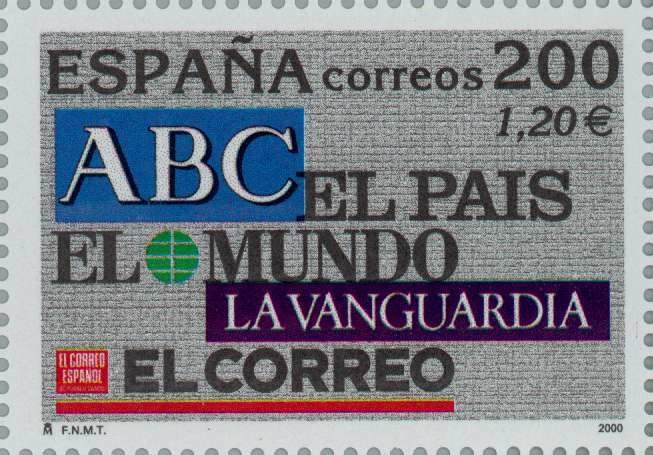 ESPAÑA correos 200
1,20 €
ABC
EL PAIS
EL MUNDO
LA VANGUARDIA
EL CORREO
ESPAÑOL
EL CORREO
M F.N.M.T. 2000